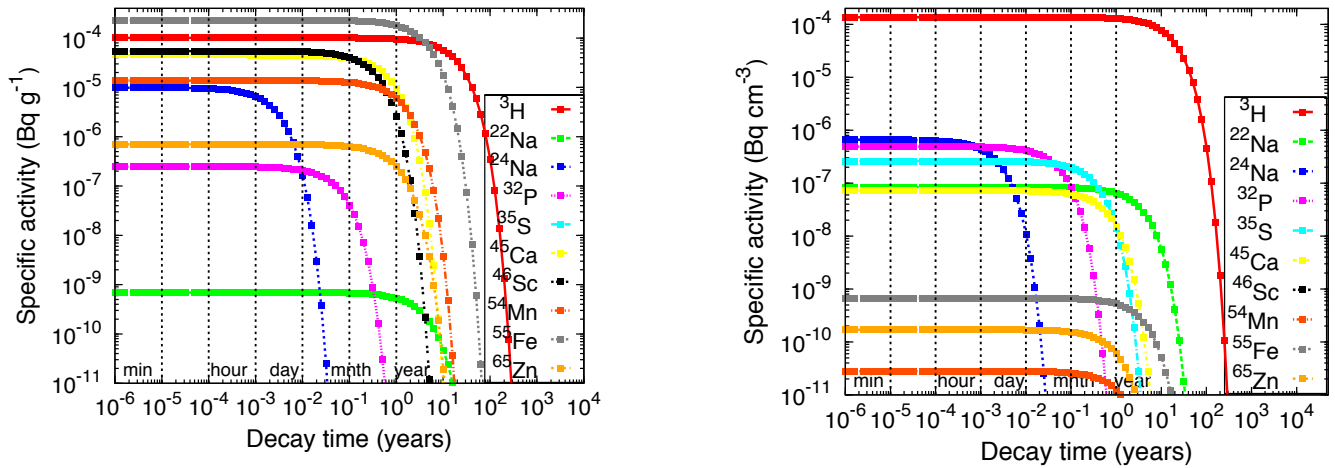 Specific activity (Bq g⁻¹)
10⁻⁴
10⁻⁵
10⁻⁶
10⁻⁷
10⁻⁸
10⁻⁹
10⁻¹⁰
10⁻¹¹
min hour day mnth year
10⁻⁶ 10⁻⁵ 10⁻⁴ 10⁻³ 10⁻² 10⁻¹ 10⁰ 10¹ 10² 10³ 10⁴
Decay time (years)
³H
²²Na
²⁴Na
³²P
³⁵S
⁴⁵Ca
⁴⁶Sc
⁵⁴Mn
⁵⁵Fe
⁶⁵Zn
Specific activity (Bq cm⁻³)
10⁻⁴
10⁻⁵
10⁻⁶
10⁻⁷
10⁻⁸
10⁻⁹
10⁻¹⁰
10⁻¹¹
min hour day mnth year
10⁻⁶ 10⁻⁵ 10⁻⁴ 10⁻³ 10⁻² 10⁻¹ 10⁰ 10¹ 10² 10³ 10⁴
Decay time (years)
³H
²²Na
²⁴Na
³²P
³⁵S
⁴⁵Ca
⁴⁶Sc
⁵⁴Mn
⁵⁵Fe
⁶⁵Zn